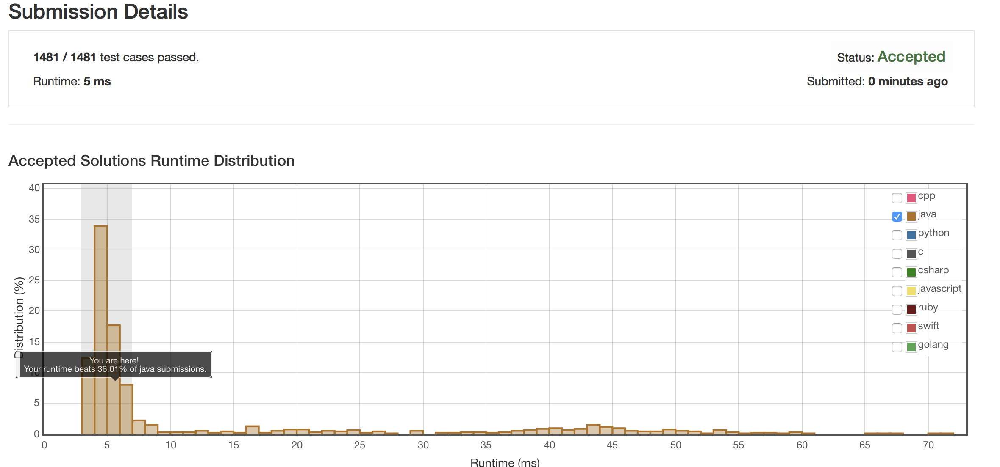 Submission Details
1481 / 1481 test cases passed.
Status: Accepted
Runtime: 5 ms
Submitted: 0 minutes ago
Accepted Solutions Runtime Distribution
40
35
30
25
20
15
10
5
0
Distribution (%)
You are here!
Your runtime beats 36.01% of java submissions.
cpp
java
python
c
csharp
javascript
ruby
swift
golang
0 5 10 15 20 25 30 35 40 45 50 55 60 65 70
Runtime (ms)